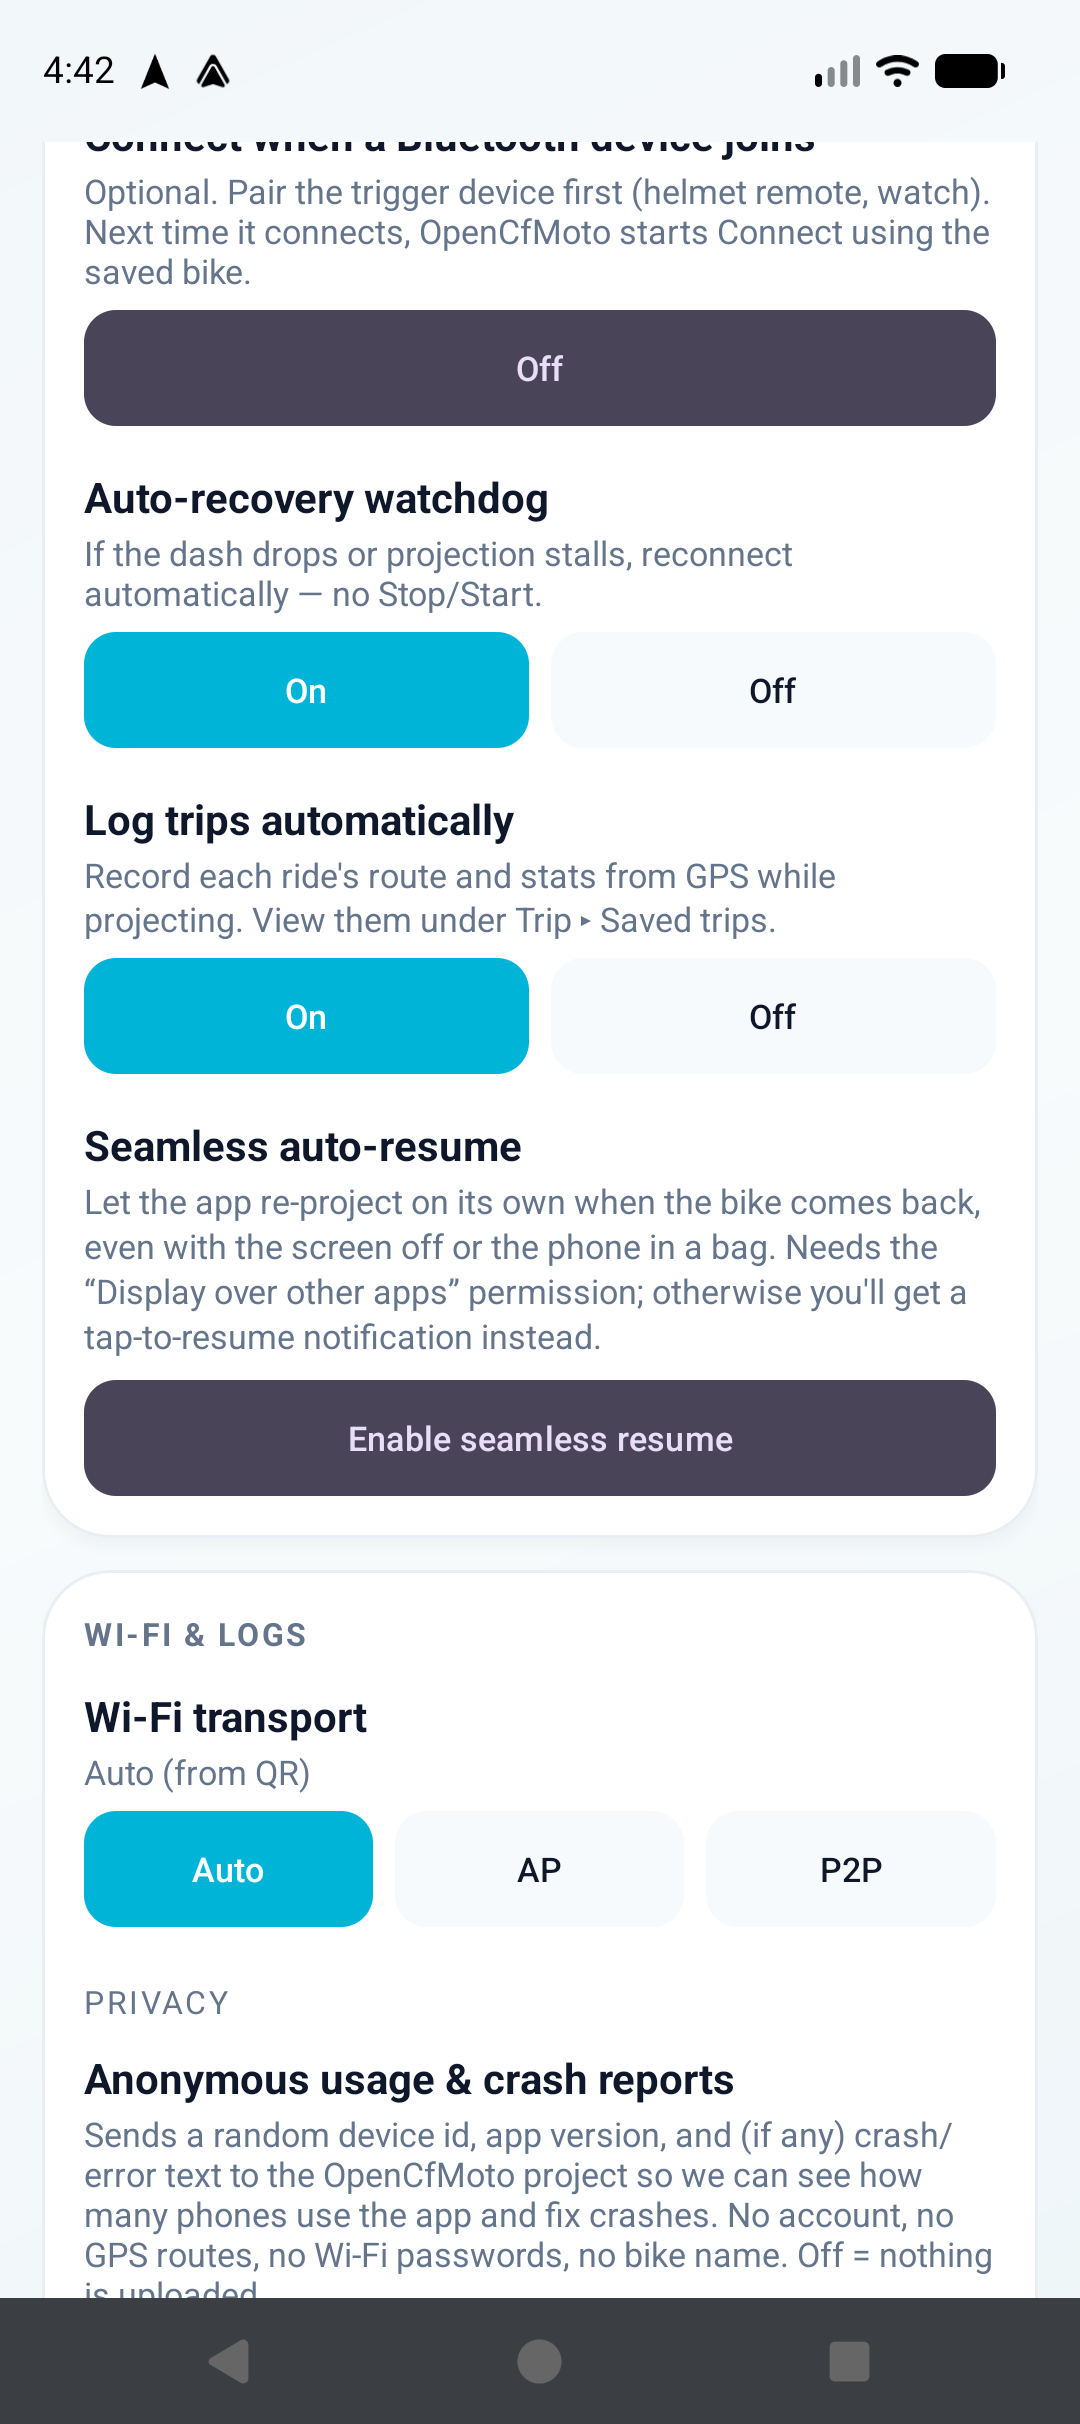 4:42
Connect when a Bluetooth device joins
Optional. Pair the trigger device first (helmet remote, watch).
Next time it connects, OpenCfMoto starts Connect using the
saved bike.
Off
Auto-recovery watchdog
If the dash drops or projection stalls, reconnect
automatically — no Stop/Start.
On
Off
Log trips automatically
Record each ride's route and stats from GPS while
projecting. View them under Trip ▸ Saved trips.
On
Off
Seamless auto-resume
Let the app re-project on its own when the bike comes back,
even with the screen off or the phone in a bag. Needs the
“Display over other apps” permission; otherwise you'll get a
tap-to-resume notification instead.
Enable seamless resume
WI-FI & LOGS
Wi-Fi transport
Auto (from QR)
Auto
AP
P2P
PRIVACY
Anonymous usage & crash reports
Sends a random device id, app version, and (if any) crash/
error text to the OpenCfMoto project so we can see how
many phones use the app and fix crashes. No account, no
GPS routes, no Wi-Fi passwords, no bike name. Off = nothing
is uploaded